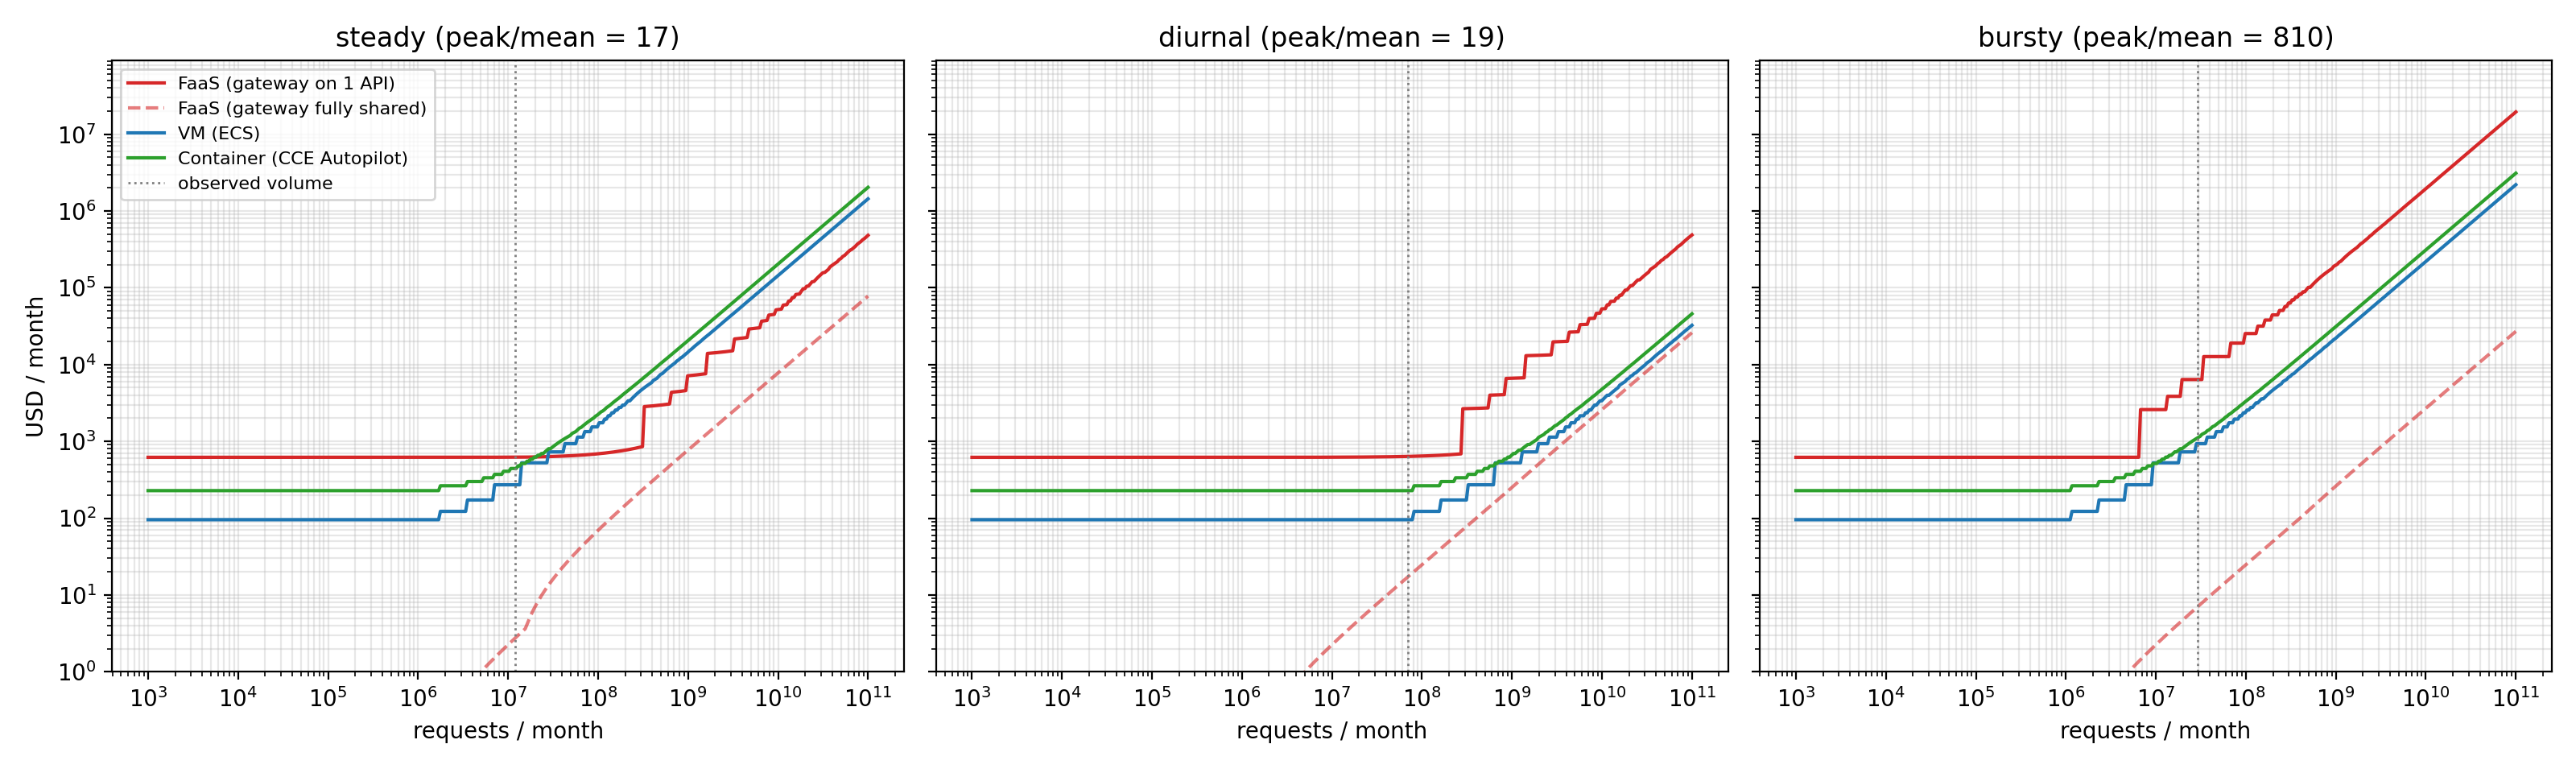 steady (peak/mean = 17)
diurnal (peak/mean = 19)
bursty (peak/mean = 810)
FaaS (gateway on 1 API)
FaaS (gateway fully shared)
VM (ECS)
Container (CCE Autopilot)
observed volume
USD / month
10⁷
10⁶
10⁵
10⁴
10³
10²
10¹
10⁰
10³ 10⁴ 10⁵ 10⁶ 10⁷ 10⁸ 10⁹ 10¹⁰ 10¹¹
10³ 10⁴ 10⁵ 10⁶ 10⁷ 10⁸ 10⁹ 10¹⁰ 10¹¹
10³ 10⁴ 10⁵ 10⁶ 10⁷ 10⁸ 10⁹ 10¹⁰ 10¹¹
requests / month
requests / month
requests / month